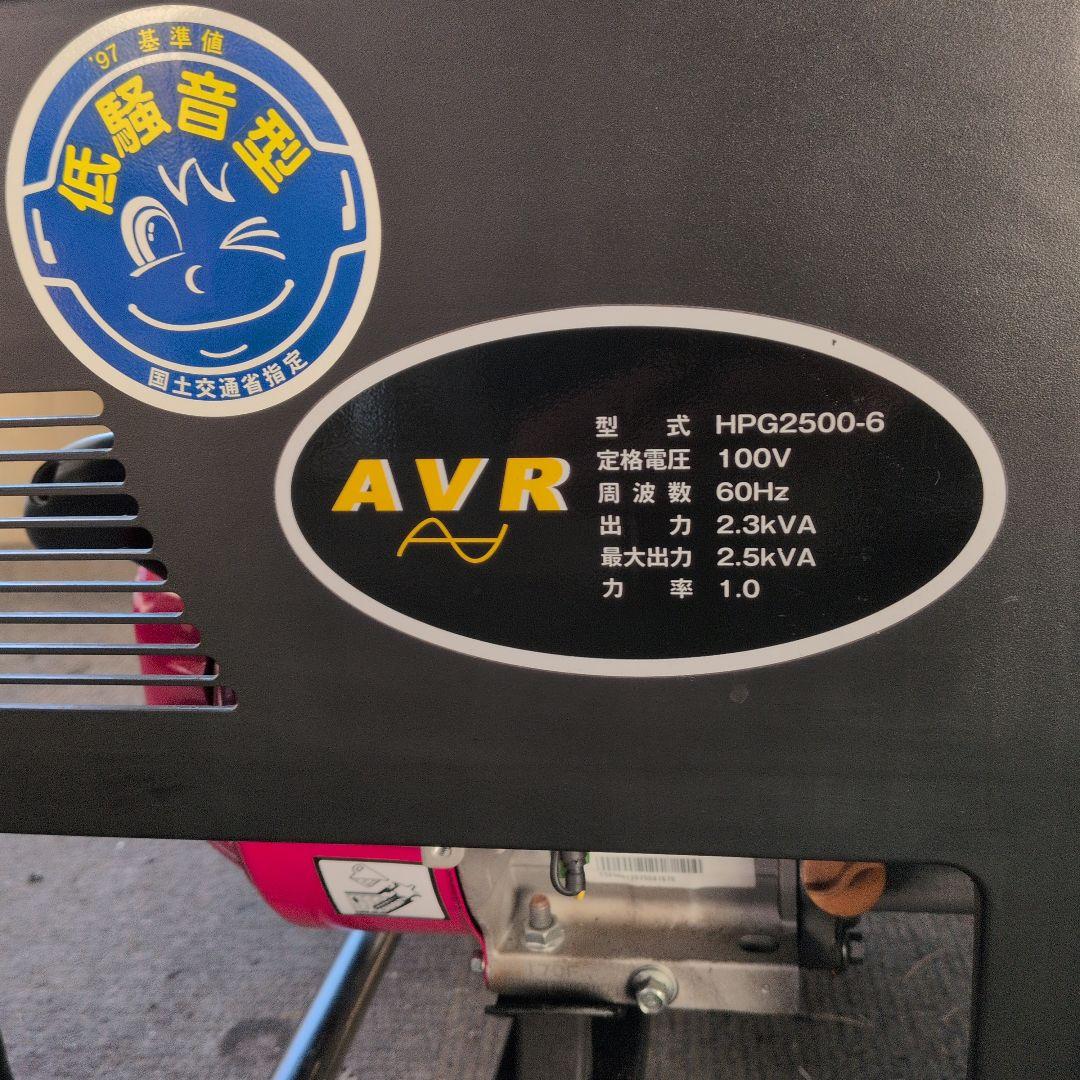 '97 基準値
低騒音型
国土交通省指定
AVR
型 式 HPG2500-6
定格電圧 100V
周波数 60Hz
出 力 2.3kVA
最大出力 2.5kVA
力 率 1.0